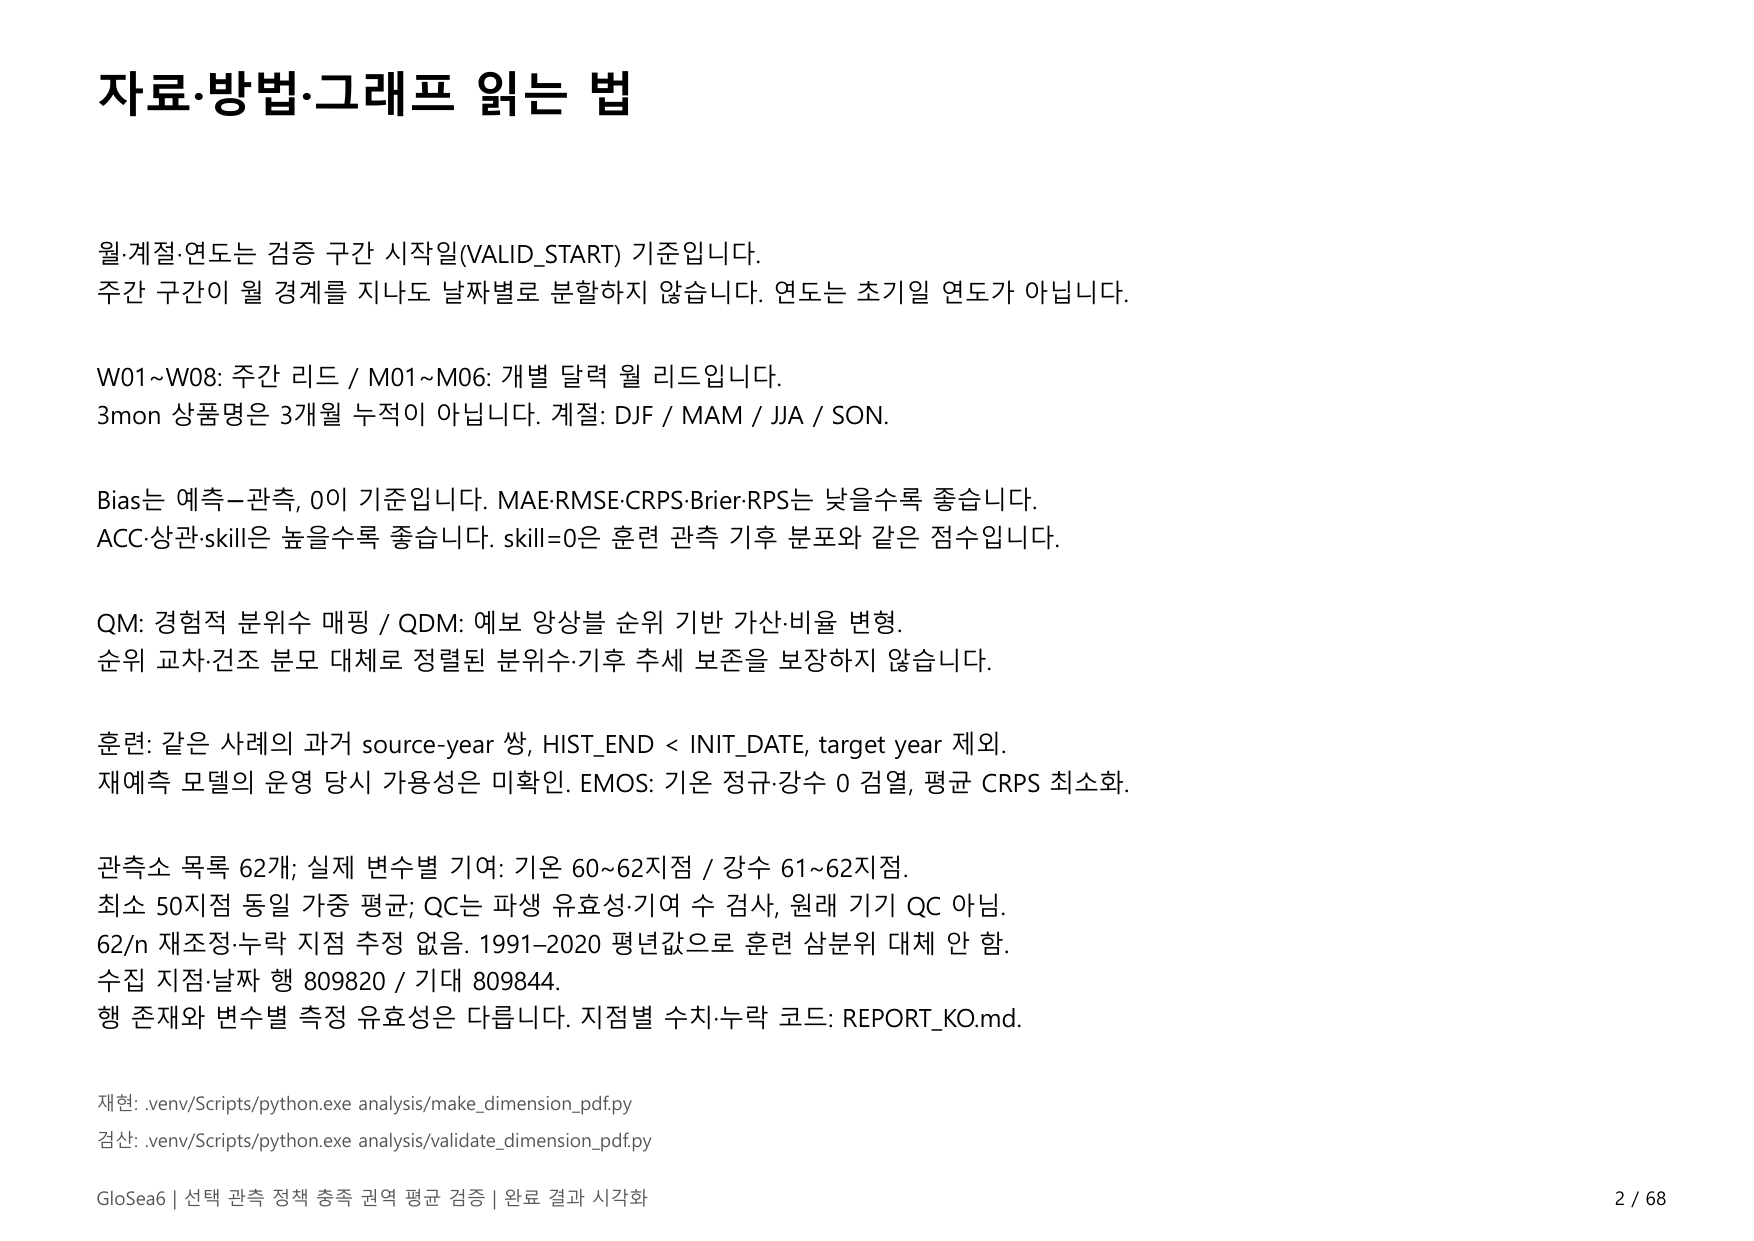 자료·방법·그래프 읽는 법
월·계절·연도는 검증 구간 시작일(VALID_START) 기준입니다.
주간 구간이 월 경계를 지나도 날짜별로 분할하지 않습니다. 연도는 초기일 연도가 아닙니다.
W01~W08: 주간 리드 / M01~M06: 개별 달력 월 리드입니다.
3mon 상품명은 3개월 누적이 아닙니다. 계절: DJF / MAM / JJA / SON.
Bias는 예측−관측, 0이 기준입니다. MAE·RMSE·CRPS·Brier·RPS는 낮을수록 좋습니다.
ACC·상관·skill은 높을수록 좋습니다. skill=0은 훈련 관측 기후 분포와 같은 점수입니다.
QM: 경험적 분위수 매핑 / QDM: 예보 앙상블 순위 기반 가산·비율 변형.
순위 교차·건조 분모 대체로 정렬된 분위수·기후 추세 보존을 보장하지 않습니다.
훈련: 같은 사례의 과거 source-year 쌍, HIST_END < INIT_DATE, target year 제외.
재예측 모델의 운영 당시 가용성은 미확인. EMOS: 기온 정규·강수 0 검열, 평균 CRPS 최소화.
관측소 목록 62개; 실제 변수별 기여: 기온 60~62지점 / 강수 61~62지점.
최소 50지점 동일 가중 평균; QC는 파생 유효성·기여 수 검사, 원래 기기 QC 아님.
62/n 재조정·누락 지점 추정 없음. 1991–2020 평년값으로 훈련 삼분위 대체 안 함.
수집 지점·날짜 행 809820 / 기대 809844.
행 존재와 변수별 측정 유효성은 다릅니다. 지점별 수치·누락 코드: REPORT_KO.md.
재현: .venv/Scripts/python.exe analysis/make_dimension_pdf.py
검산: .venv/Scripts/python.exe analysis/validate_dimension_pdf.py
GloSea6 | 선택 관측 정책 충족 권역 평균 검증 | 완료 결과 시각화
2 / 68